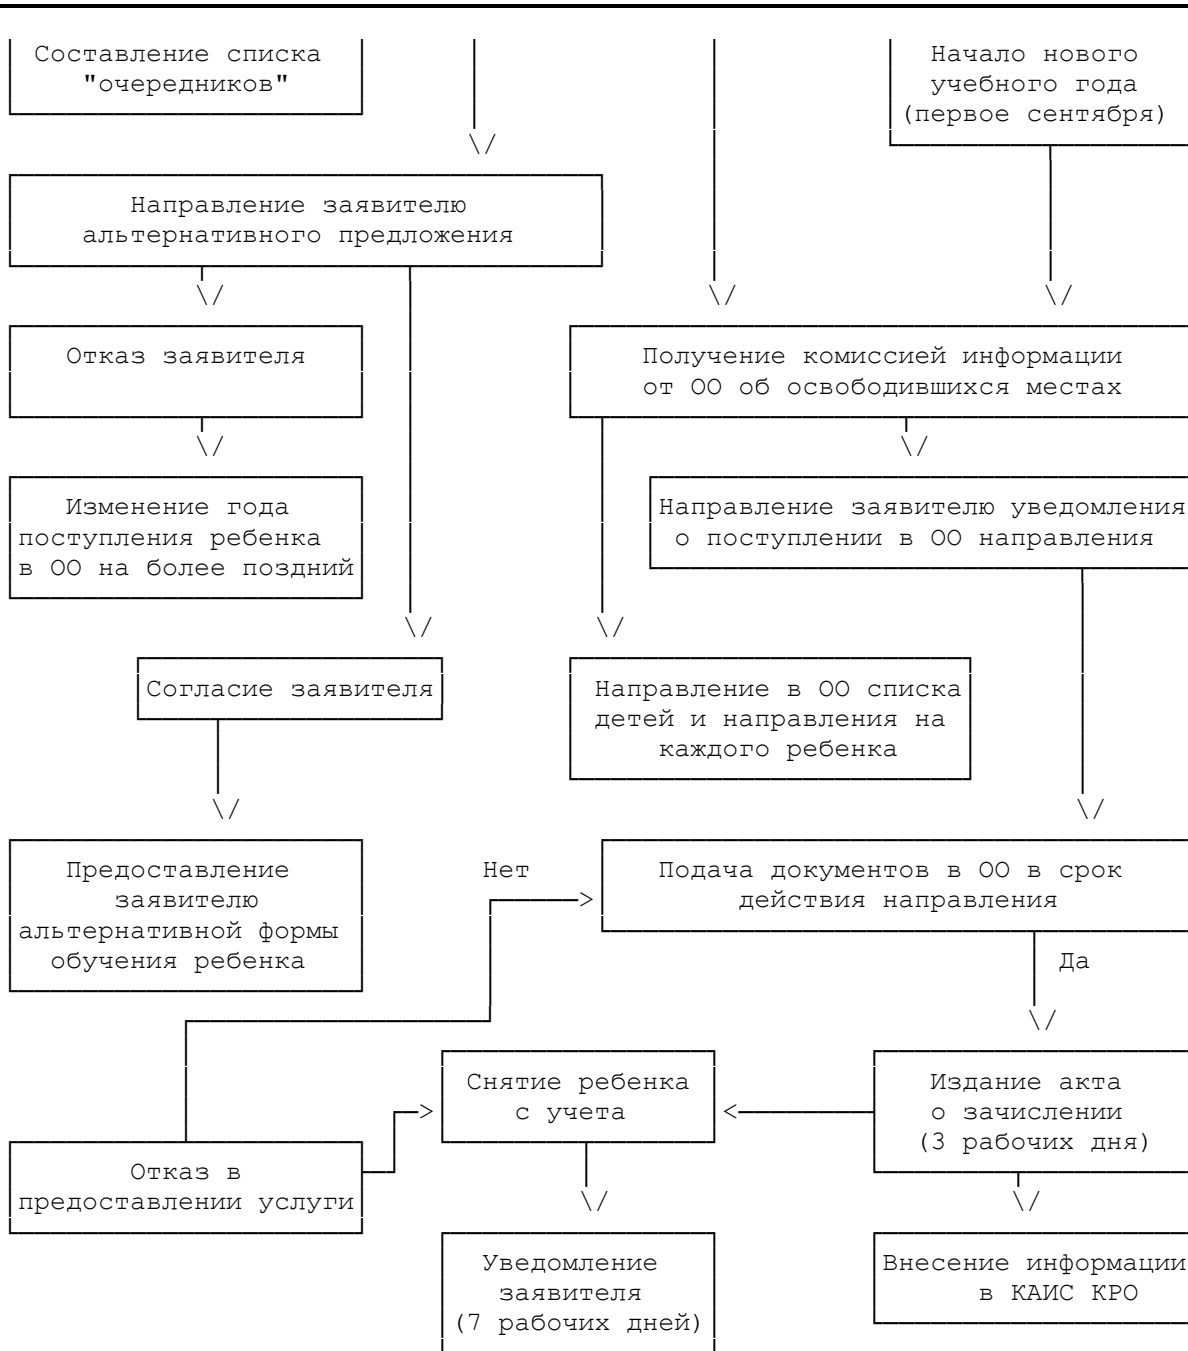 Составление списка
"очередников"
Начало нового
учебного года
(первое сентября)
Направление заявителю
альтернативного предложения
Отказ заявителя
Получение комиссией информации
от ОО об освободившихся местах
Изменение года
поступления ребенка
в ОО на более поздний
Направление заявителю уведомления
о поступлении в ОО направления
Согласие заявителя
Направление в ОО списка
детей и направления на
каждого ребенка
Предоставление
заявителю
альтернативной формы
обучения ребенка
Нет
Подача документов в ОО в срок
действия направления
Да
Снятие ребенка
с учета
Издание акта
о зачислении
(3 рабочих дня)
Отказ в
предоставлении услуги
Уведомление
заявителя
(7 рабочих дней)
Внесение информации
в КАИС КРО